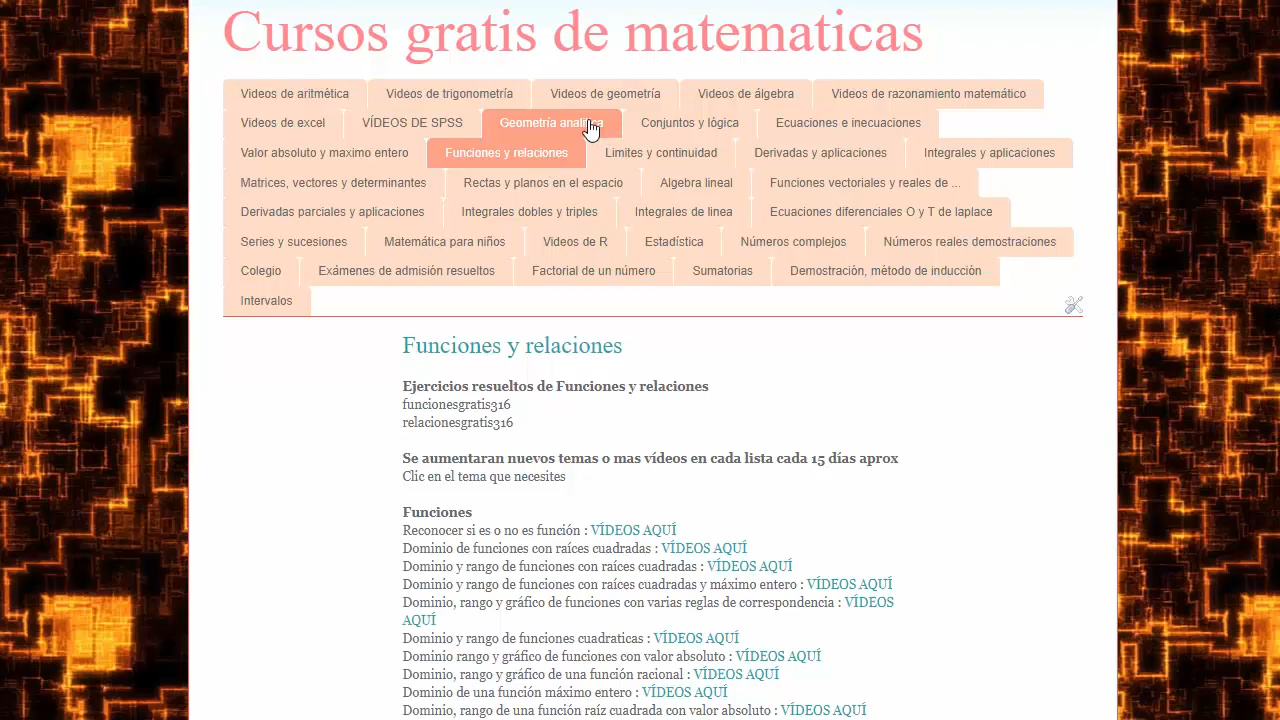 Cursos gratis de matematicas
Videos de aritmética Videos de trigonometría Videos de geometría Videos de álgebra Videos de razonamiento matemático
Videos de excel VÍDEOS DE SPSS Geometría analítica Conjuntos y lógica Ecuaciones e inecuaciones
Valor absoluto y maximo entero Funciones y relaciones Limites y continuidad Derivadas y aplicaciones Integrales y aplicaciones
Matrices, vectores y determinantes Rectas y planos en el espacio Algebra lineal Funciones vectoriales y reales de ...
Derivadas parciales y aplicaciones Integrales dobles y triples Integrales de linea Ecuaciones diferenciales O y T de laplace
Series y sucesiones Matemática para niños Videos de R Estadística Números complejos Números reales demostraciones
Colegio Exámenes de admisión resueltos Factorial de un número Sumatorias Demostración, método de inducción
Intervalos
Funciones y relaciones
Ejercicios resueltos de Funciones y relaciones
funcionesgratis316
relacionesgratis316
Se aumentaran nuevos temas o mas vídeos en cada lista cada 15 días aprox
Clic en el tema que necesites
Funciones
Reconocer si es o no es función : VÍDEOS AQUÍ
Dominio de funciones con raíces cuadradas : VÍDEOS AQUÍ
Dominio y rango de funciones con raíces cuadradas : VÍDEOS AQUÍ
Dominio y rango de funciones con raíces cuadradas y máximo entero : VÍDEOS AQUÍ
Dominio, rango y gráfico de funciones con varias reglas de correspondencia : VÍDEOS
AQUÍ
Dominio y rango de funciones cuadraticas : VÍDEOS AQUÍ
Dominio rango y gráfico de funciones con valor absoluto : VÍDEOS AQUÍ
Dominio, rango y gráfico de una función racional : VÍDEOS AQUÍ
Dominio de una función máximo entero : VÍDEOS AQUÍ
Dominio, rango de una función raíz cuadrada con valor absoluto : VÍDEOS AQUÍ